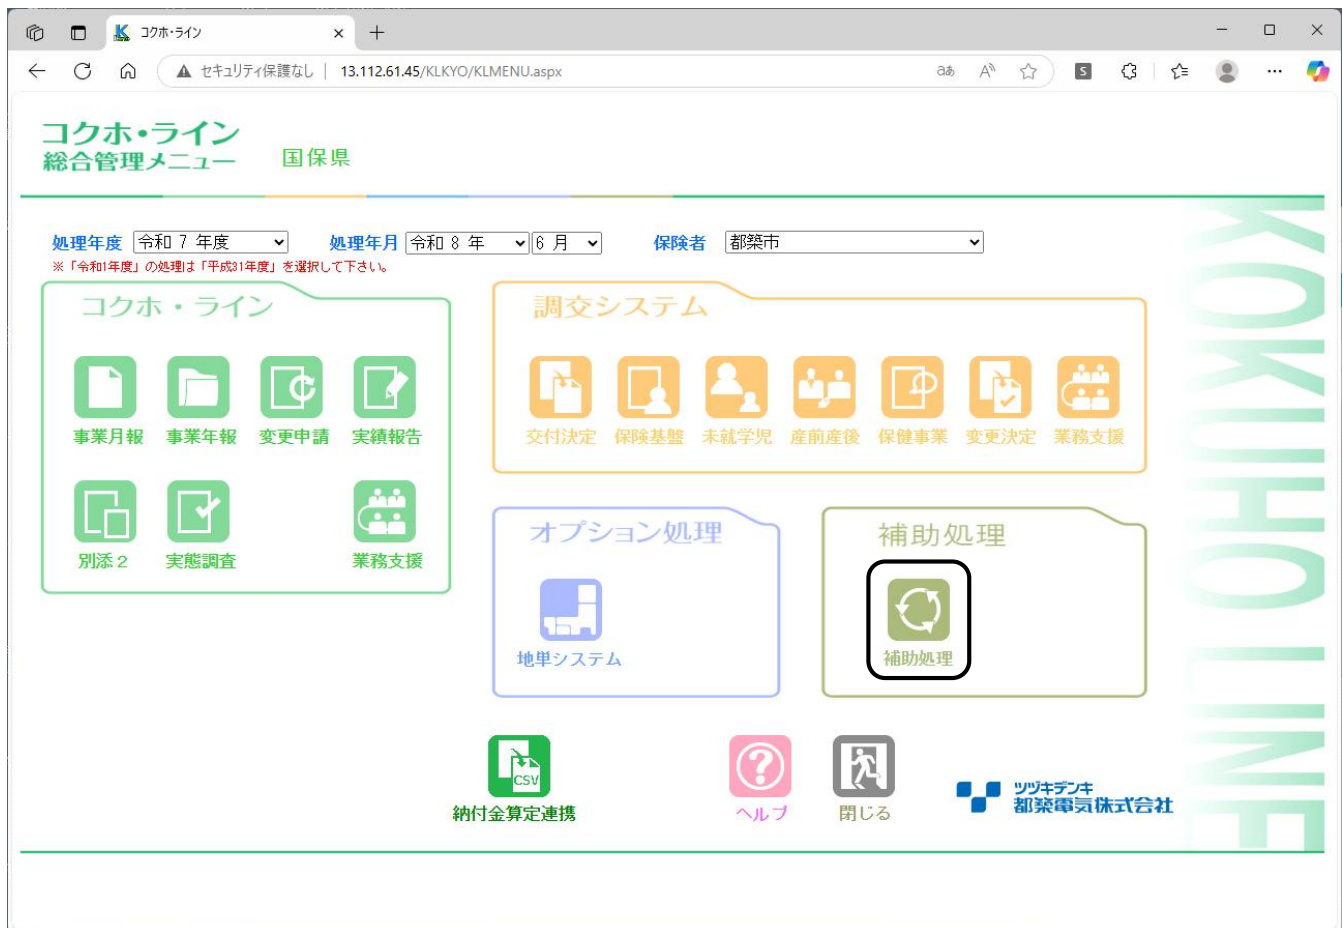 コクホ・ライン
セキュリティ保護なし | 13.112.61.45/KLKYO/KLMENU.aspx
コクホ・ライン
総合管理メニュー 国保県
処理年度 令和 7 年度 処理年月 令和 8 年 6 月 保険者 都築市
※「令和1年度」の処理は「平成31年度」を選択して下さい。
コクホ・ライン
事業月報 事業年報 変更申請 実績報告
別添2 実態調査 業務支援
調交システム
交付決定 保険基盤 未就学児 産前産後 保健事業 変更決定 業務支援
オプション処理
地単システム
補助処理
補助処理
CSV
納付金算定連携 ヘルプ 閉じる
ツヅキデンキ
都築電気株式会社
KOKUHO LINE